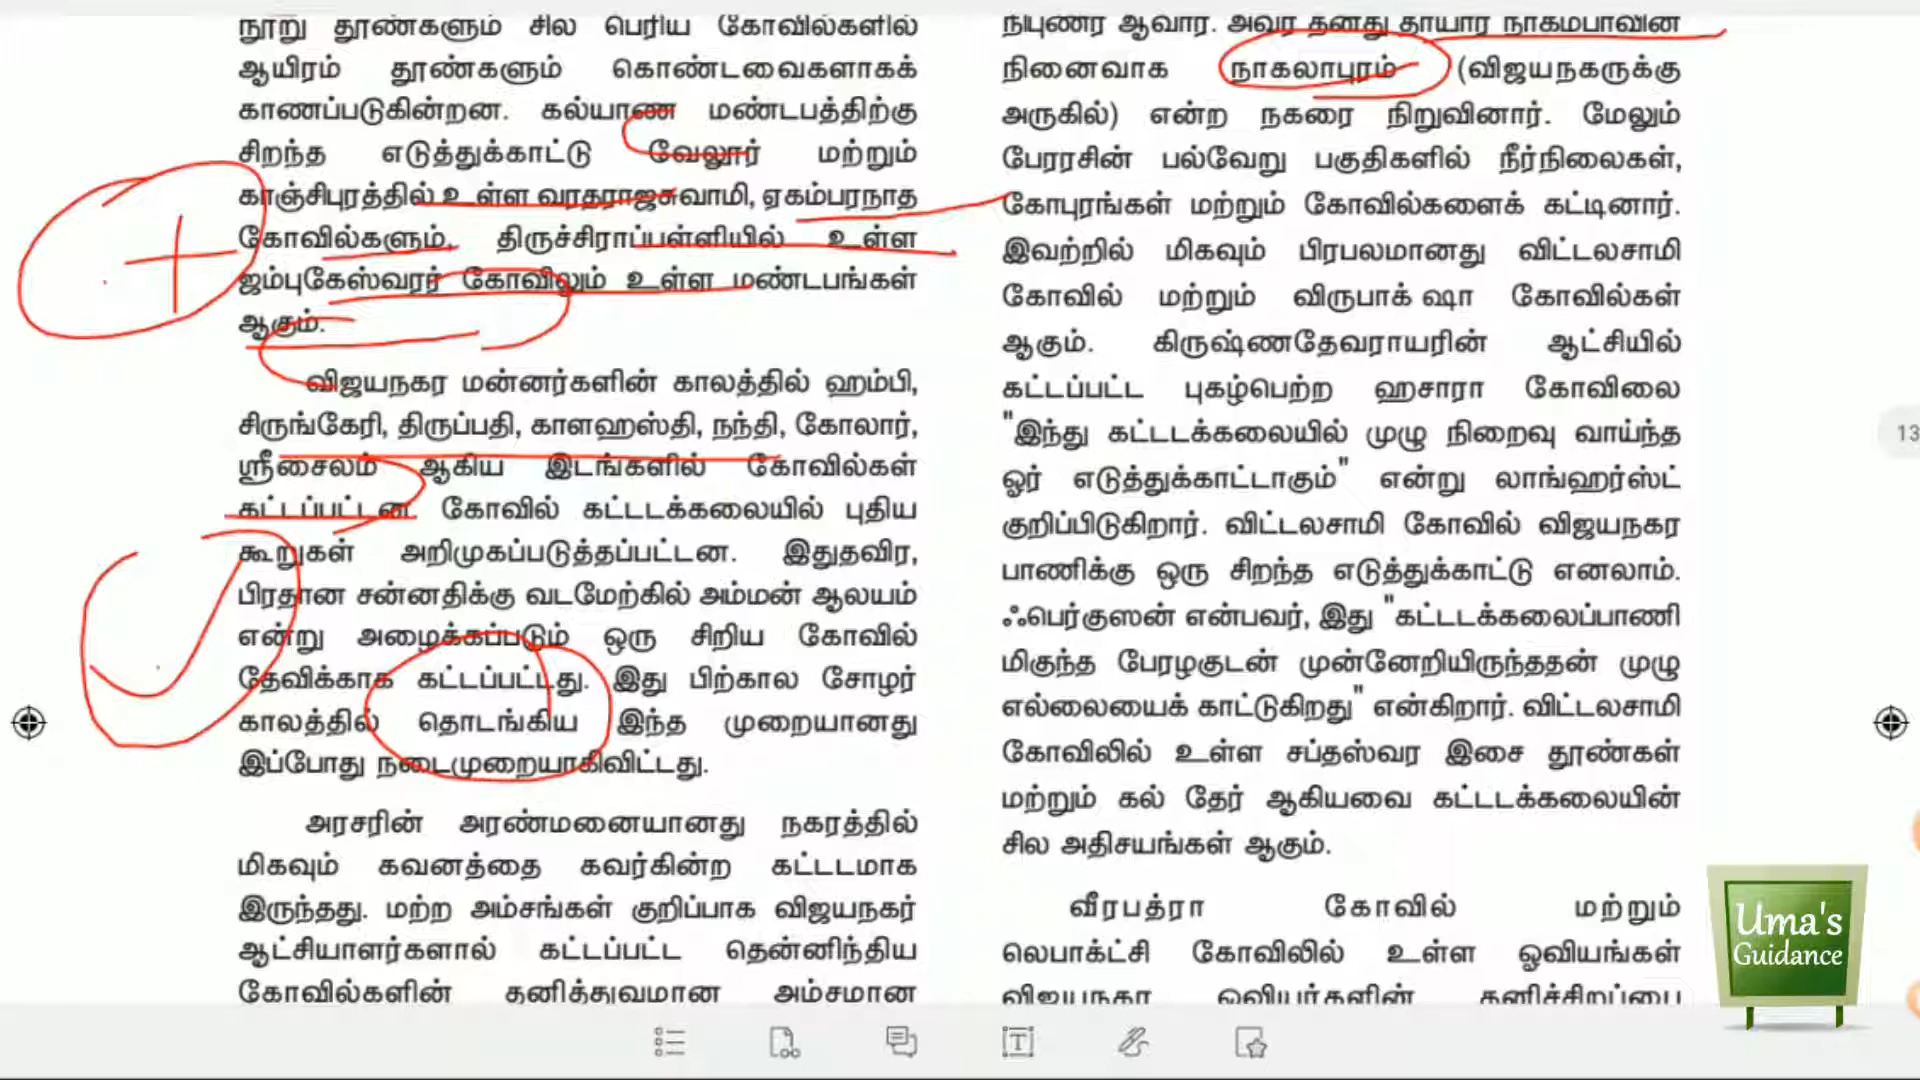 நூறு தூண்களும் சில பெரிய கோவில்களில்
ஆயிரம் தூண்களும் கொண்டவைகளாகக்
காணப்படுகின்றன. கல்யாண மண்டபத்திற்கு
சிறந்த எடுத்துக்காட்டு வேலூர் மற்றும்
காஞ்சிபுரத்தில் உள்ள வரதராஜசுவாமி, ஏகம்பரநாத
கோவில்களும், திருச்சிராப்பள்ளியில் உள்ள
ஜம்புகேஸ்வரர் கோவிலும் உள்ள மண்டபங்கள்
ஆகும்.
விஜயநகர மன்னர்களின் காலத்தில் ஹம்பி,
சிருங்கேரி, திருப்பதி, காளஹஸ்தி, நந்தி, கோலார்,
ஸ்ரீசைலம் ஆகிய இடங்களில் கோவில்கள்
கட்டப்பட்டன. கோவில் கட்டடக்கலையில் புதிய
கூறுகள் அறிமுகப்படுத்தப்பட்டன. இதுதவிர,
பிரதான சன்னதிக்கு வடமேற்கில் அம்மன் ஆலயம்
என்று அழைக்கப்படும் ஒரு சிறிய கோவில்
தேவிக்காக கட்டப்பட்டது. இது பிற்கால சோழர்
காலத்தில் தொடங்கிய இந்த முறையானது
இப்போது நடைமுறையாகிவிட்டது.
அரசரின் அரண்மனையானது நகரத்தில்
மிகவும் கவனத்தை கவர்கின்ற கட்டடமாக
இருந்தது. மற்ற அம்சங்கள் குறிப்பாக விஜயநகர்
ஆட்சியாளர்களால் கட்டப்பட்ட தென்னிந்திய
கோவில்களின் தனித்துவமான அம்சமான
நிபுணர் ஆவார். அவர் தனது தாயார் நாகம்பாவின்
நினைவாக நாகலாபுரம் (விஜயநகருக்கு
அருகில்) என்ற நகரை நிறுவினார். மேலும்
பேரரசின் பல்வேறு பகுதிகளில் நீர்நிலைகள்,
கோபுரங்கள் மற்றும் கோவில்களைக் கட்டினார்.
இவற்றில் மிகவும் பிரபலமானது விட்டலசாமி
கோவில் மற்றும் விருபாக் ஷா கோவில்கள்
ஆகும். கிருஷ்ணதேவராயரின் ஆட்சியில்
கட்டப்பட்ட புகழ்பெற்ற ஹசாரா கோவிலை
"இந்து கட்டடக்கலையில் முழு நிறைவு வாய்ந்த
ஓர் எடுத்துக்காட்டாகும்" என்று லாங்ஹர்ஸ்ட்
குறிப்பிடுகிறார். விட்டலசாமி கோவில் விஜயநகர
பாணிக்கு ஒரு சிறந்த எடுத்துக்காட்டு எனலாம்.
ஃபெர்குஸன் என்பவர், இது "கட்டடக்கலைப்பாணி
மிகுந்த பேரழகுடன் முன்னேறியிருந்ததன் முழு
எல்லையைக் காட்டுகிறது" என்கிறார். விட்டலசாமி
கோவிலில் உள்ள சப்தஸ்வர இசை தூண்கள்
மற்றும் கல் தேர் ஆகியவை கட்டடக்கலையின்
சில அதிசயங்கள் ஆகும்.
வீரபத்ரா கோவில் மற்றும்
லெபாக்ட்சி கோவிலில் உள்ள ஓவியங்கள்
விஜயநகர ஓவியர்களின் தனிச்சிறப்பை
13
Uma's
Guidance